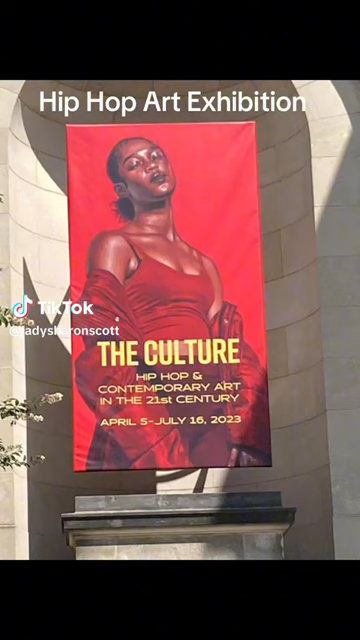 Hip Hop Art Exhibition
TikTok
@ladysharonscott
THE CULTURE
HIP HOP &
CONTEMPORARY ART
IN THE 21st CENTURY
APRIL 5-JULY 16, 2023